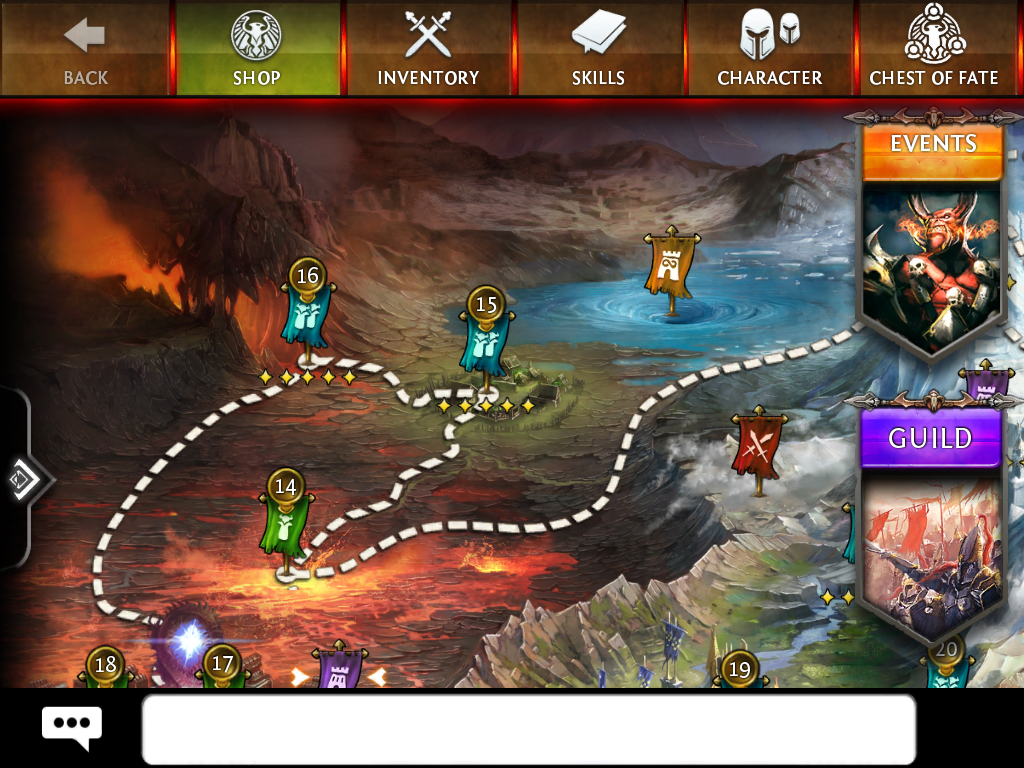 BACK
SHOP
INVENTORY
SKILLS
CHARACTER
CHEST OF FATE
EVENTS
16
15
GUILD
14
18
17
19
20